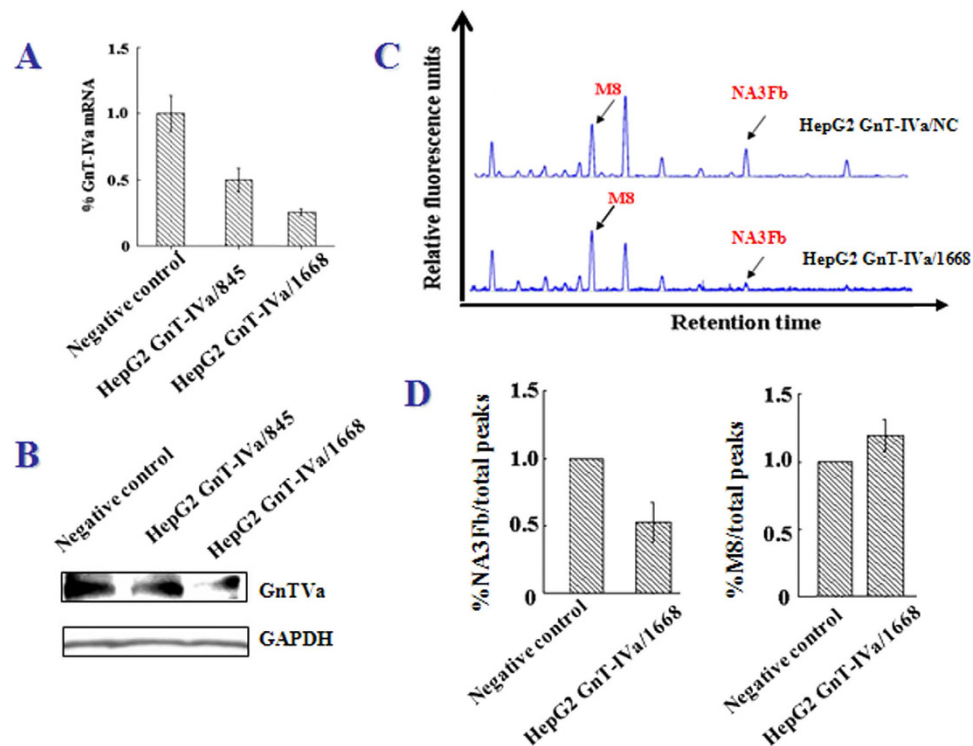 A
1.5
1.0
0.5
0
% GnT-IVa mRNA
Negative control
HepG2 GnT-IVa/845
HepG2 GnT-IVa/1668
B
Negative control
HepG2 GnT-IVa/845
HepG2 GnT-IVa/1668
GnTVa
GAPDH
C
Relative fluorescence units
M8
NA3Fb
HepG2 GnT-IVa/NC
M8
NA3Fb
HepG2 GnT-IVa/1668
Retention time
D
%NA3Fb/total peaks
1.5
1.0
0.5
0
Negative control
HepG2 GnT-IVa/1668
%M8/total peaks
1.5
1.0
0.5
0
Negative control
HepG2 GnT-IVa/1668